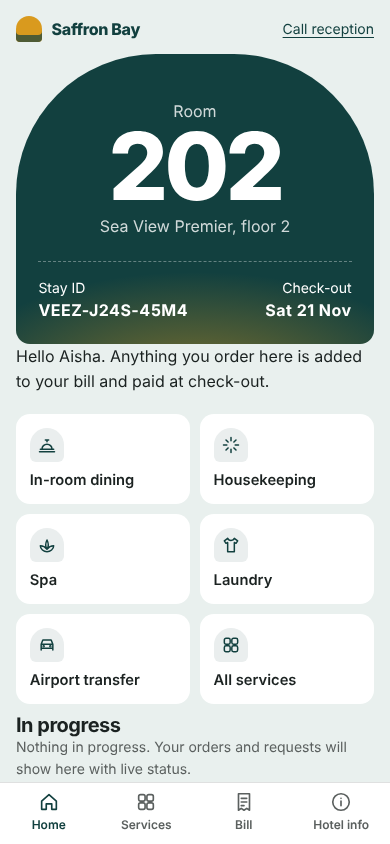 Saffron Bay
Call reception
Room
202
Sea View Premier, floor 2
Stay ID
Check-out
VEEZ-J24S-45M4
Sat 21 Nov
Hello Aisha. Anything you order here is added
to your bill and paid at check-out.
In-room dining
Housekeeping
Spa
Laundry
Airport transfer
All services
In progress
Nothing in progress. Your orders and requests will
show here with live status.
Home
Services
Bill
Hotel info